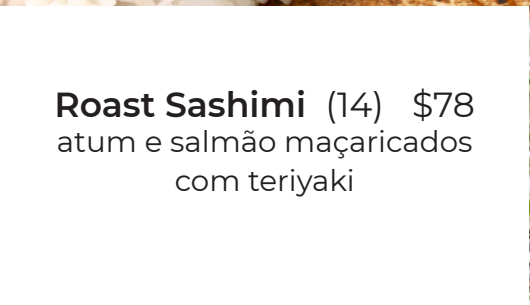 Roast Sashimi (14) $78
atum e salmão maçaricados
com teriyaki